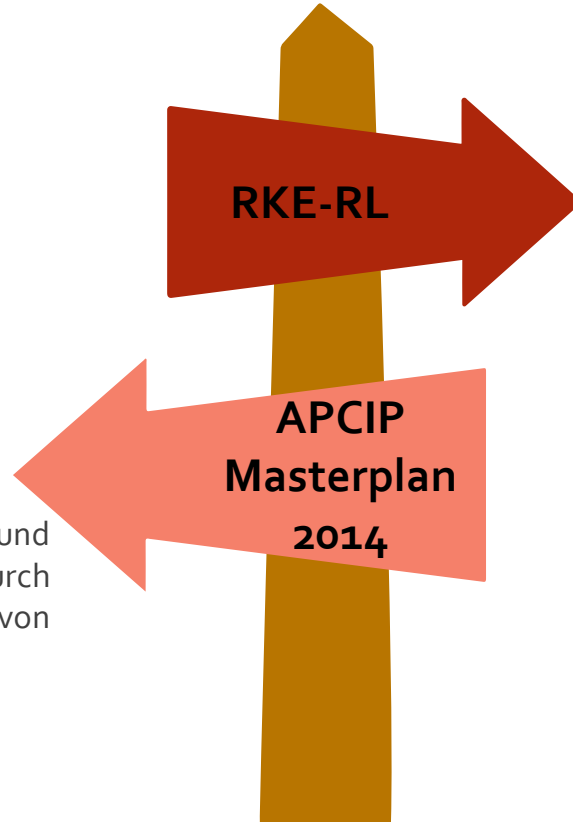 RKE-RL
APCIP
Masterplan
2014
und
urch
von